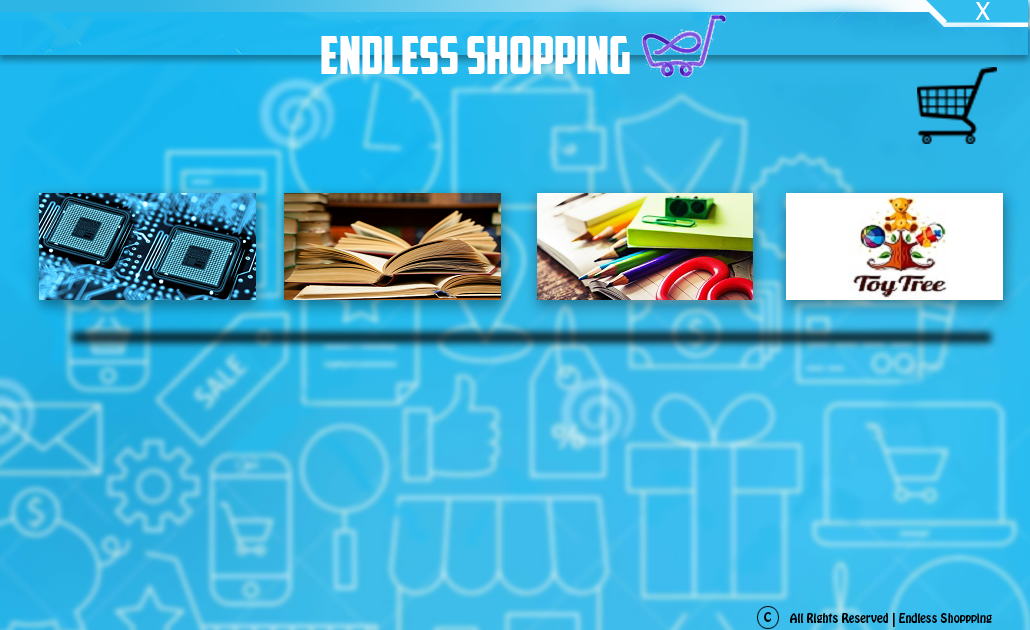 X
ENDLESS SHOPPING
Toy Tree
SALE
$
%
$
C All Rights Reserved | Endless Shoppping